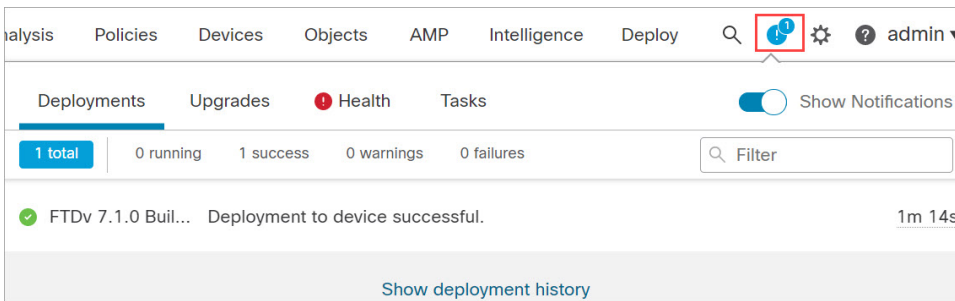 nalysis Policies Devices Objects AMP Intelligence Deploy 1 admin
Deployments Upgrades Health Tasks Show Notifications
1 total 0 running 1 success 0 warnings 0 failures Filter
FTDv 7.1.0 Buil... Deployment to device successful. 1m 14s
Show deployment history